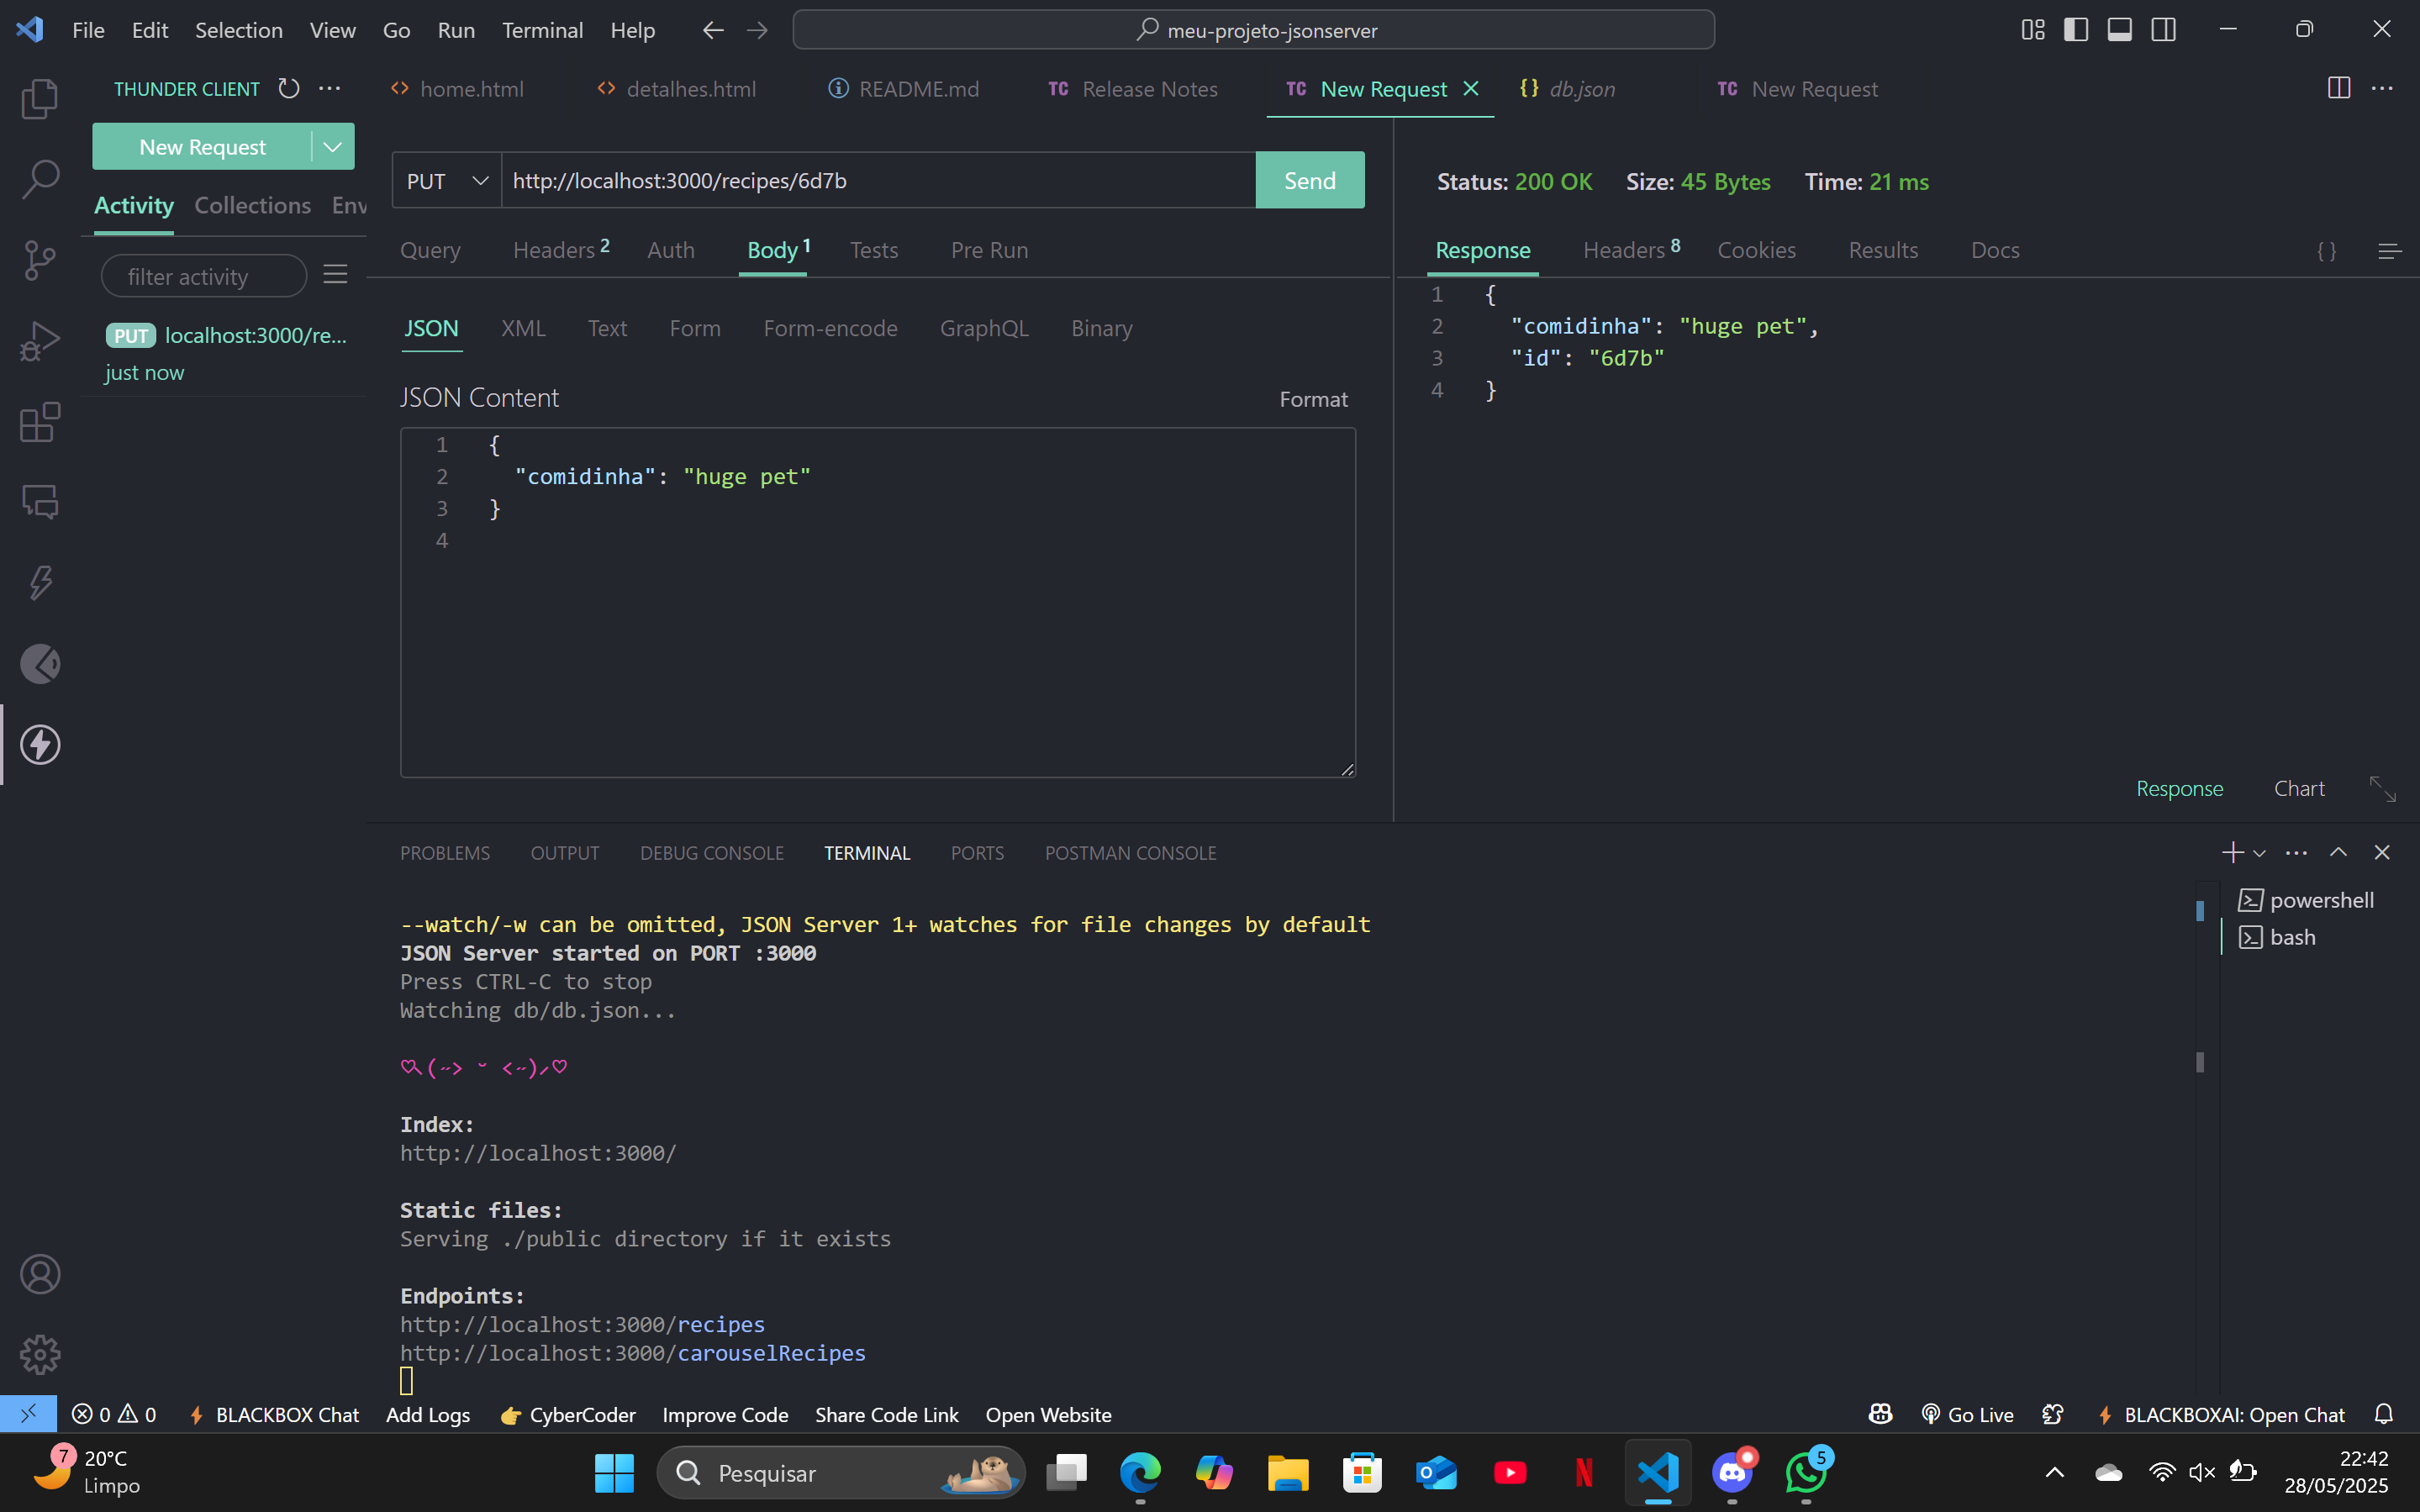 File Edit Selection View Go Run Terminal Help
meu-projeto-jsonserver
THUNDER CLIENT
home.html
detalhes.html
README.md
TC Release Notes
TC New Request
{} db.json
TC New Request
New Request
Activity Collections Env
filter activity
PUT localhost:3000/re...
just now
PUT http://localhost:3000/recipes/6d7b Send
Query Headers 2 Auth Body 1 Tests Pre Run
JSON XML Text Form Form-encode GraphQL Binary
JSON Content Format
1 {
2 "comidinha": "huge pet"
3 }
4
Status: 200 OK Size: 45 Bytes Time: 21 ms
Response Headers 8 Cookies Results Docs { }
1 {
2 "comidinha": "huge pet",
3 "id": "6d7b"
4 }
Response Chart
PROBLEMS OUTPUT DEBUG CONSOLE TERMINAL PORTS POSTMAN CONSOLE
powershell
bash
--watch/-w can be omitted, JSON Server 1+ watches for file changes by default
JSON Server started on PORT :3000
Press CTRL-C to stop
Watching db/db.json...
♡⸜(˶˃ ᵕ ˂˶)⸝♡
Index:
http://localhost:3000/
Static files:
Serving ./public directory if it exists
Endpoints:
http://localhost:3000/recipes
http://localhost:3000/carouselRecipes
0 0 BLACKBOX Chat Add Logs 👉 CyberCoder Improve Code Share Code Link Open Website Go Live BLACKBOXAI: Open Chat
7 20°C
Limpo
Pesquisar
5
22:42
28/05/2025